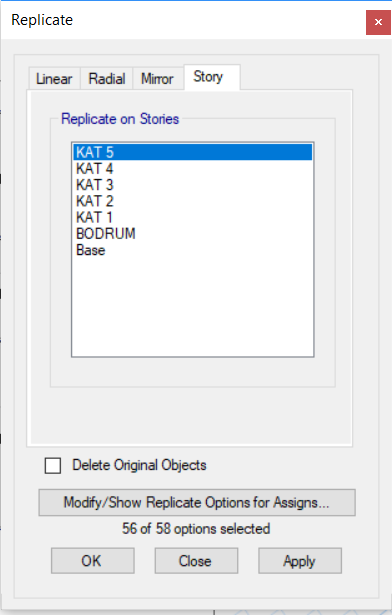 Replicate
Linear
Radial
Mirror
Story
Replicate on Stories
KAT 5
KAT 4
KAT 3
KAT 2
KAT 1
BODRUM
Base
Delete Original Objects
Modify/Show Replicate Options for Assigns...
56 of 58 options selected
OK
Close
Apply